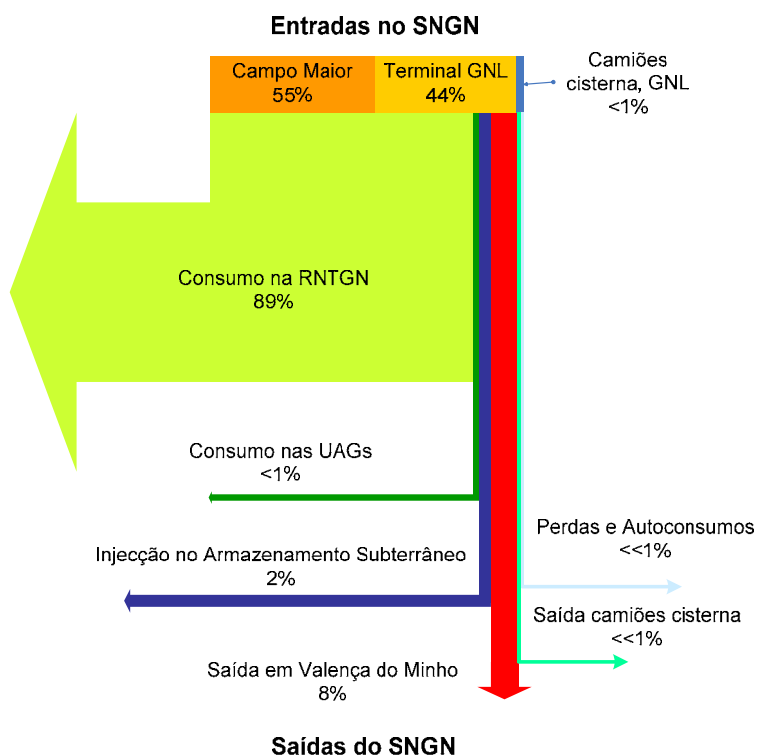 Entradas no SNGN
Campo Maior
55%
Terminal GNL
44%
Camiões
cisterna, GNL
<1%
Consumo na RNTGN
89%
Consumo nas UAGs
<1%
Perdas e Autoconsumos
<<1%
Injecção no Armazenamento Subterrâneo
2%
Saída camiões cisterna
<<1%
Saída em Valença do Minho
8%
Saídas do SNGN